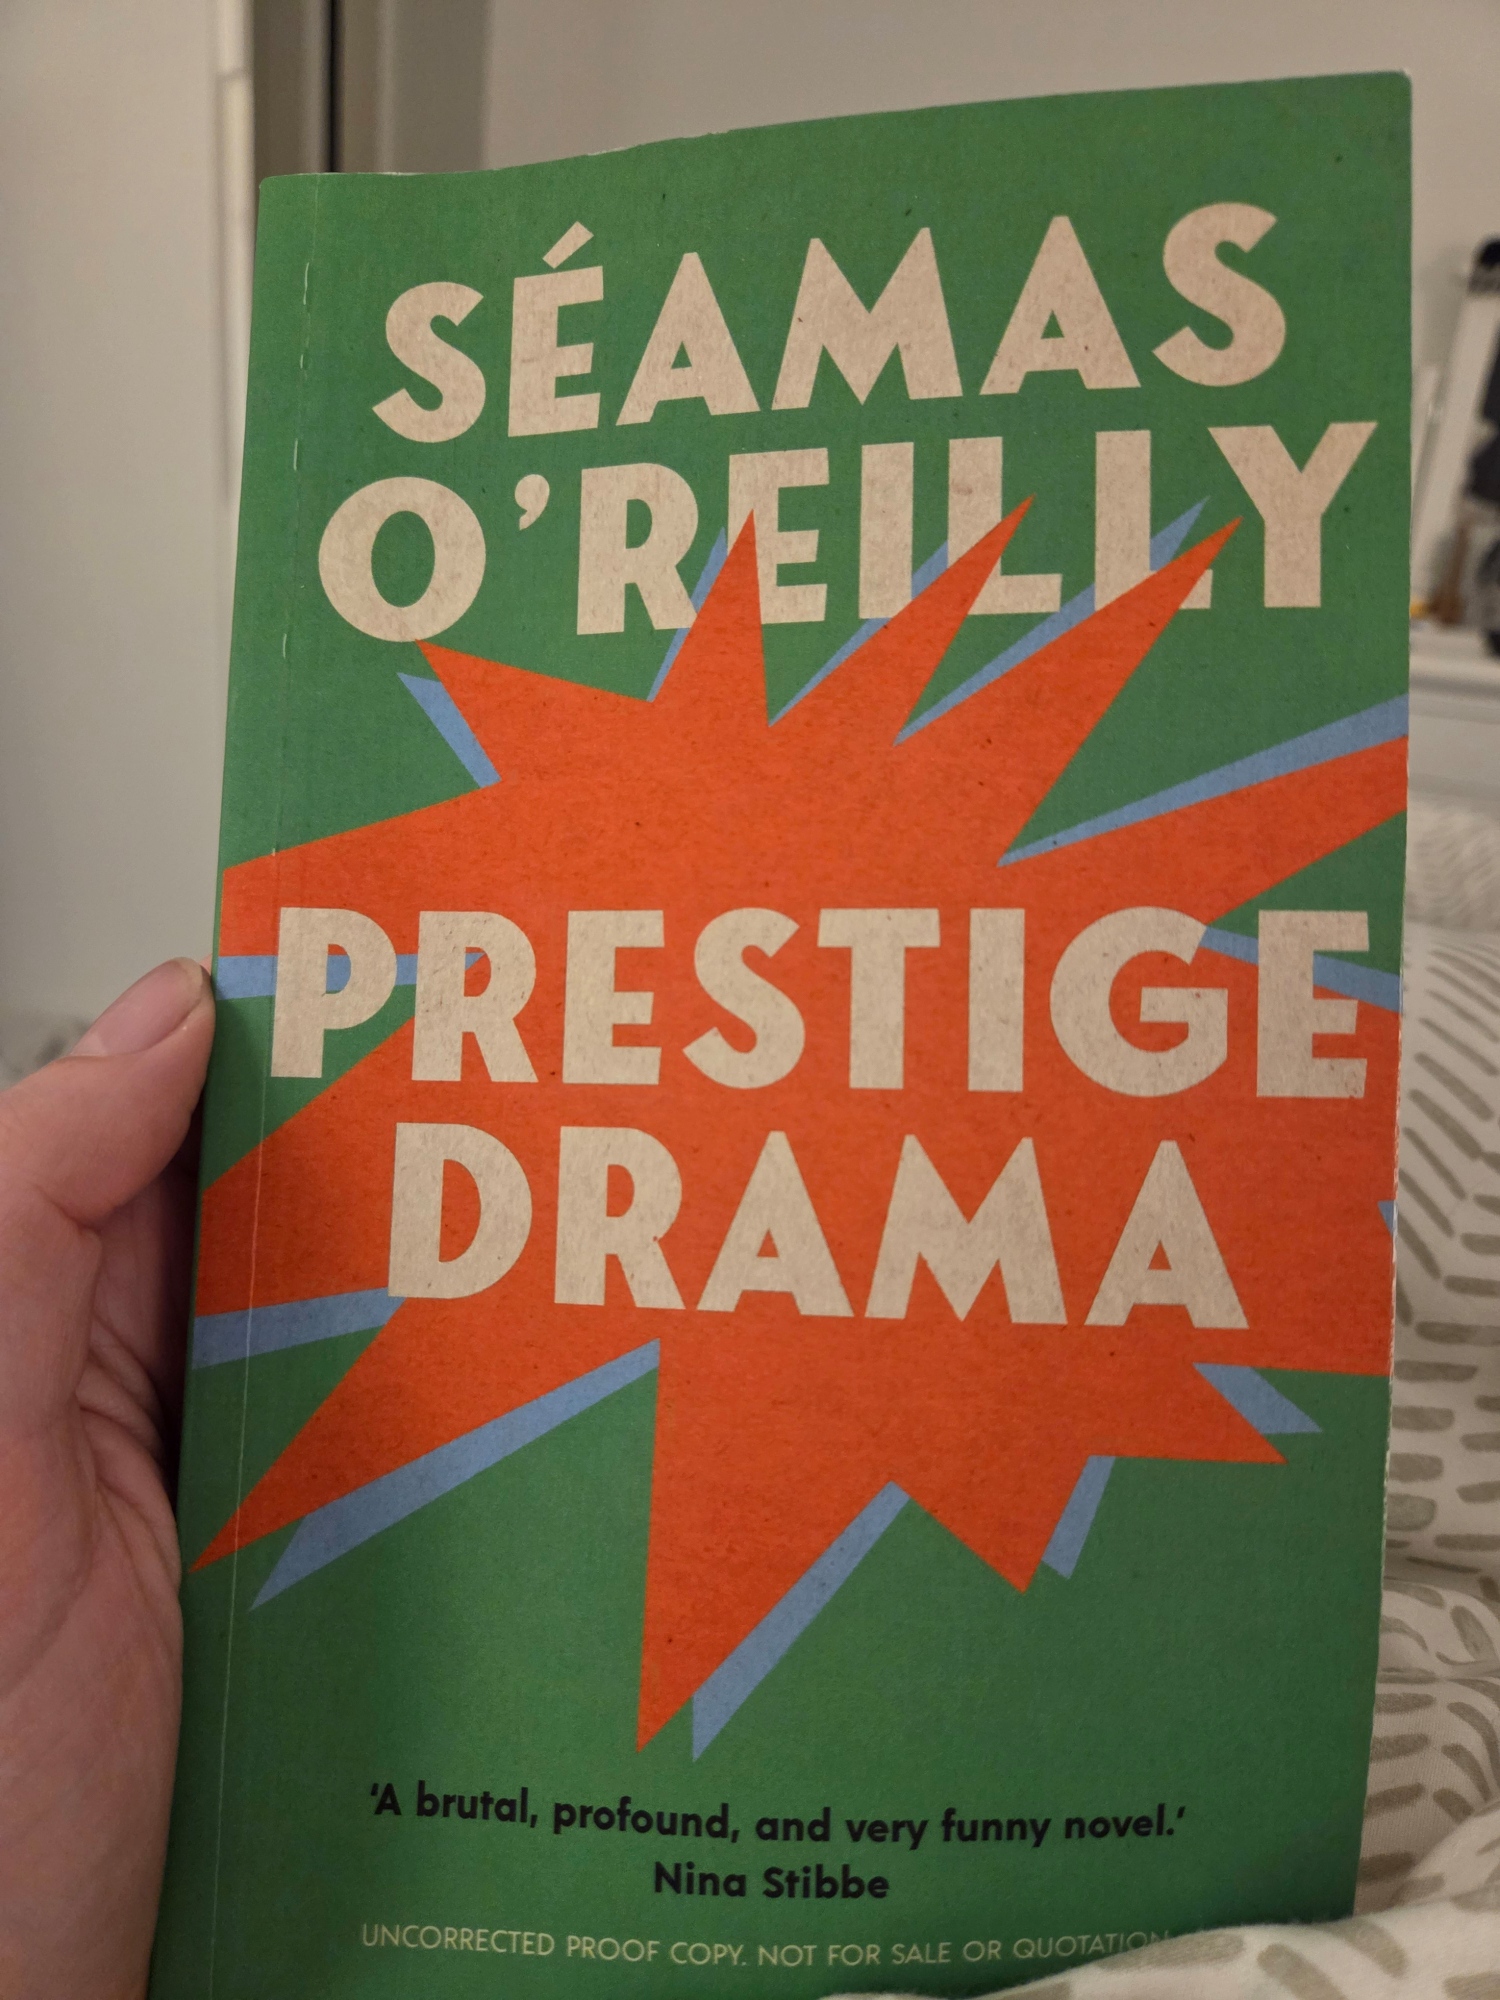 SÉAMAS
O'REILLY
PRESTIGE
DRAMA
'A brutal, profound, and very funny novel.'
Nina Stibbe
UNCORRECTED PROOF COPY. NOT FOR SALE OR QUOTATION